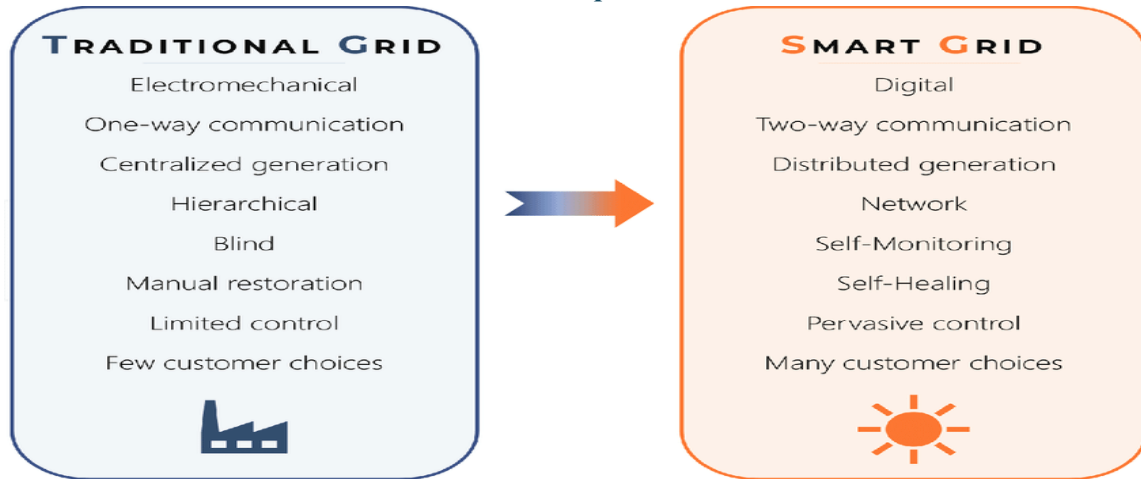 TRADITIONAL GRID
Electromechanical
One-way communication
Centralized generation
Hierarchical
Blind
Manual restoration
Limited control
Few customer choices
SMART GRID
Digital
Two-way communication
Distributed generation
Network
Self-Monitoring
Self-Healing
Pervasive control
Many customer choices